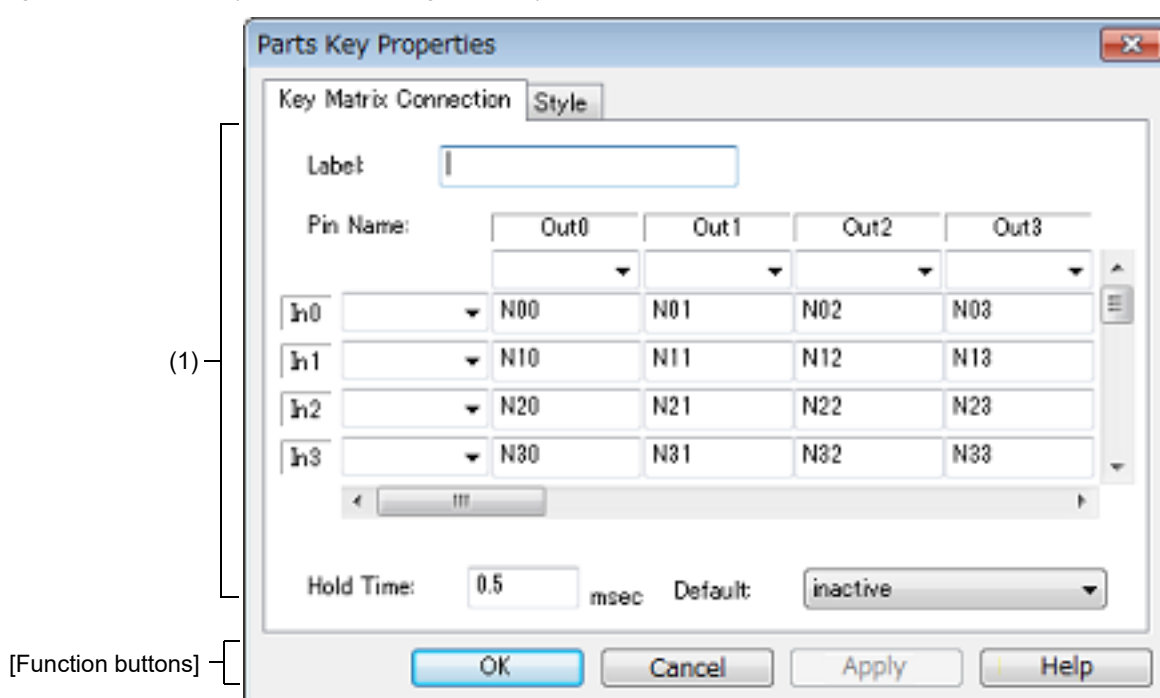 Parts Key Properties
Key Matrix Connection Style
Label:
Pin Name: Out0 Out1 Out2 Out3
In0 N00 N01 N02 N03
(1) In1 N10 N11 N12 N13
In2 N20 N21 N22 N23
In3 N30 N31 N32 N33
Hold Time: 0.5 msec Default: inactive
[Function buttons] OK Cancel Apply Help